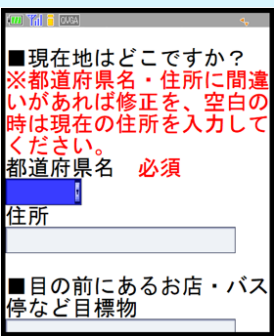 QVGA
■現在地はどこですか？
※都道府県名・住所に間違
いがあれば修正を、空白の
時は現在の住所を入力して
ください。
都道府県名　必須
住所
■目の前にあるお店・バス
停など目標物